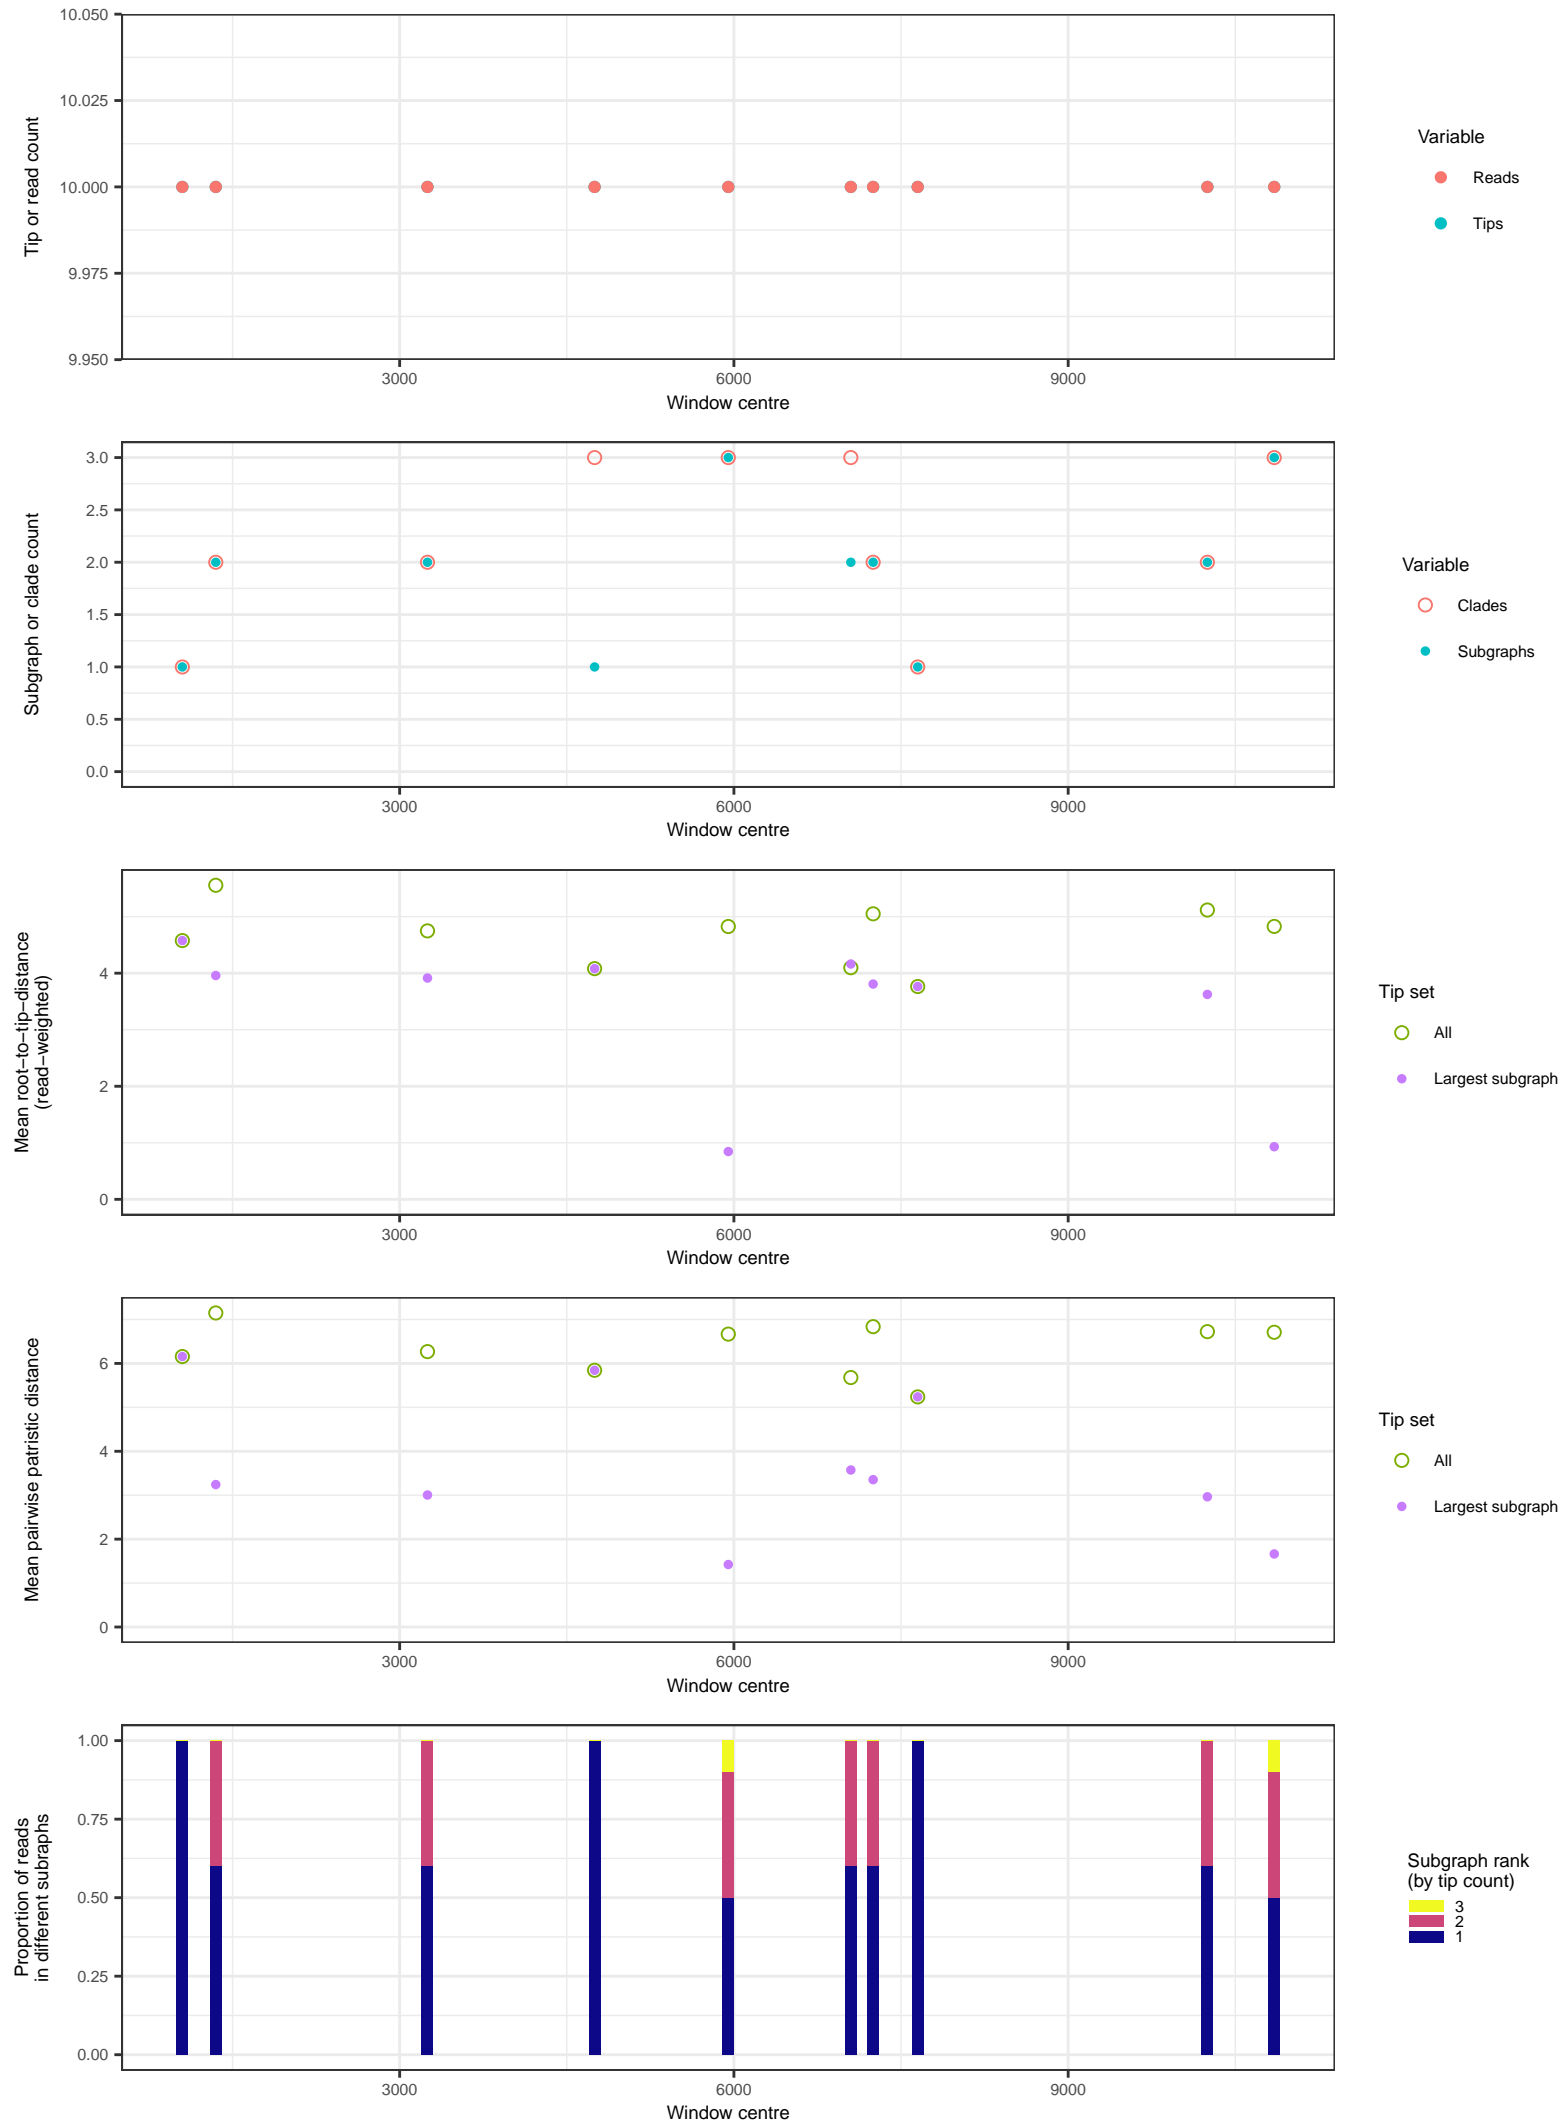 10.050
10.025
10.000
9.975
9.950
Tip or read count
3000 6000 9000
Window centre
Variable
Reads
Tips
3.0
2.5
2.0
1.5
1.0
0.5
0.0
Subgraph or clade count
3000 6000 9000
Window centre
Variable
Clades
Subgraphs
4
2
0
Mean root−to−tip−distance
(read−weighted)
3000 6000 9000
Window centre
Tip set
All
Largest subgraph
6
4
2
0
Mean pairwise patristic distance
3000 6000 9000
Window centre
Tip set
All
Largest subgraph
1.00
0.75
0.50
0.25
0.00
Proportion of reads
in different subraphs
3000 6000 9000
Window centre
Subgraph rank
(by tip count)
3
2
1